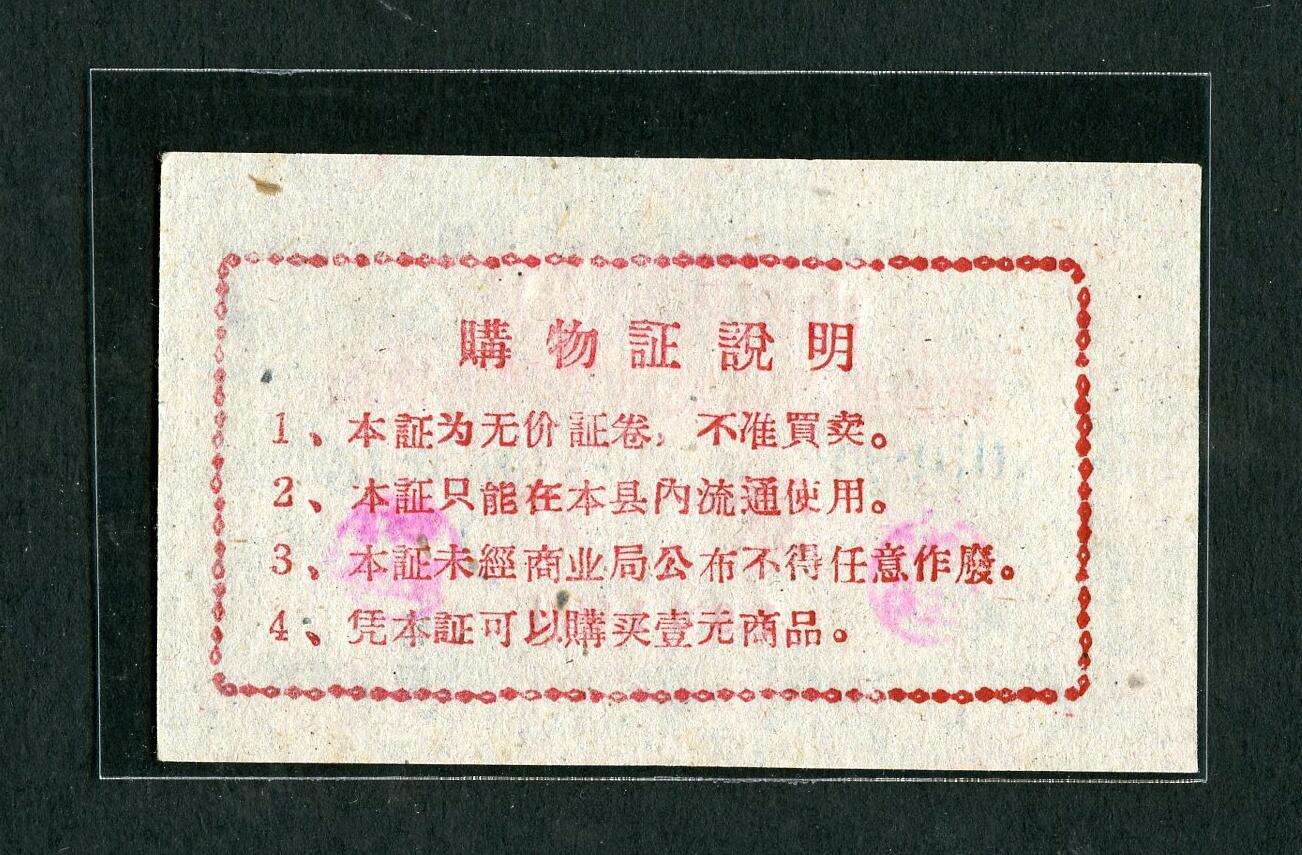 購物証說明
1、本証为无价証卷，不准買卖。
2、本証只能在本县內流通使用。
3、本証未經商业局公布不得任意作廢。
4、凭本証可以購买壹元商品。